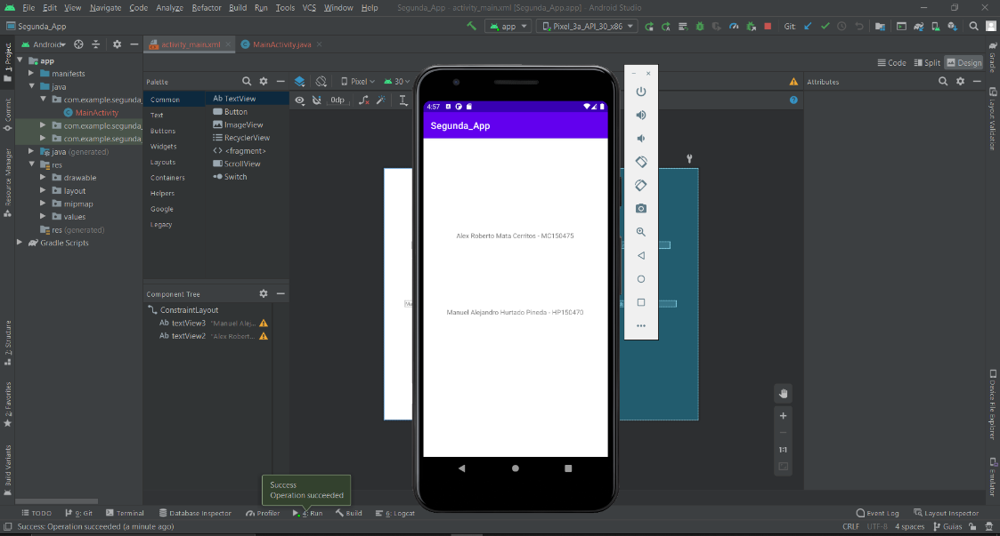 File Edit View Navigate Code Analyze Refactor Build Run Tools VCS Window Help Segunda_App - activity_main.xml [Segunda_App.app] - Android Studio
Segunda_App app Pixel_3a_API_30_x86 Git:
1: Project
Commit
Resource Manager
2: Structure
2: Favorites
Build Variants
Android activity_main.xml MainActivity.java
app
manifests
java
com.example.segunda_
MainActivity
com.example.segunda_
com.example.segunda
java (generated)
res
drawable
layout
mipmap
values
res (generated)
Gradle Scripts
Code Split Design
Palette
Common
Text
Buttons
Widgets
Layouts
Containers
Helpers
Google
Legacy
Ab TextView
Button
ImageView
RecyclerView
<fragment>
ScrollView
Switch
Pixel 30
0dp
Attributes
Component Tree
ConstraintLayout
Ab textView3 "Manuel Alej...
Ab textView2 "Alex Robert...
4:57
Segunda_App
Alex Roberto Mata Cerritos - MC150475
Manuel Alejandro Hurtado Pineda - HP150470
1:1
Gradle
Layout Validation
Device File Explorer
Emulator
Success
Operation succeeded
TODO 9: Git Terminal Database Inspector Profiler 4: Run Build 6: Logcat Event Log Layout Inspector
Success: Operation succeeded (a minute ago) CRLF UTF-8 4 spaces Guias